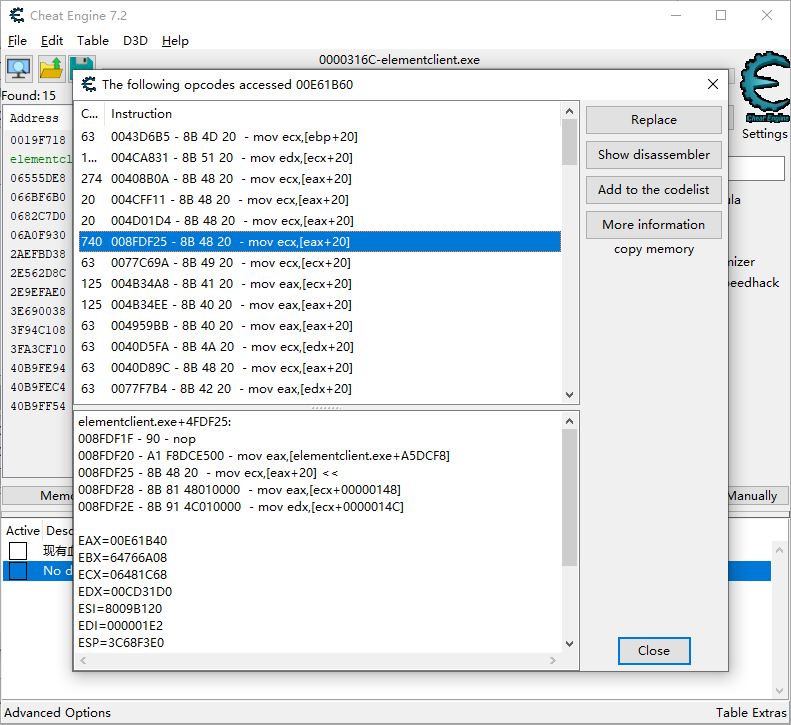 Cheat Engine 7.2
File Edit Table D3D Help
0000316C-elementclient.exe
Found: 15
Address
0019F718
elementcl
06555DE8
066BF6B0
0682C7D0
06A0F930
2AEFBD38
2E562D8C
2E9EFAE0
3E690038
3F94C108
3FA3CF10
40B9FE94
40B9FEC4
40B9FF54
Cheat Engine
Settings
The following opcodes accessed 00E61B60
C... Instruction
63 0043D6B5 - 8B 4D 20 - mov ecx,[ebp+20]
1... 004CA831 - 8B 51 20 - mov edx,[ecx+20]
274 00408B0A - 8B 48 20 - mov ecx,[eax+20]
20 004CFF11 - 8B 48 20 - mov ecx,[eax+20]
20 004D01D4 - 8B 48 20 - mov ecx,[eax+20]
740 008FDF25 - 8B 48 20 - mov ecx,[eax+20]
63 0077C69A - 8B 49 20 - mov ecx,[ecx+20]
125 004B34A8 - 8B 41 20 - mov eax,[ecx+20]
125 004B34EE - 8B 40 20 - mov eax,[eax+20]
63 004959BB - 8B 40 20 - mov eax,[eax+20]
63 0040D5FA - 8B 4A 20 - mov ecx,[edx+20]
63 0040D89C - 8B 48 20 - mov ecx,[eax+20]
63 0077F7B4 - 8B 42 20 - mov eax,[edx+20]
Replace
Show disassembler
Add to the codelist
More information
copy memory
elementclient.exe+4FDF25:
008FDF1F - 90 - nop
008FDF20 - A1 F8DCE500 - mov eax,[elementclient.exe+A5DCF8]
008FDF25 - 8B 48 20 - mov ecx,[eax+20] <<
008FDF28 - 8B 81 48010000 - mov eax,[ecx+00000148]
008FDF2E - 8B 91 4C010000 - mov edx,[ecx+0000014C]
EAX=00E61B40
EBX=64766A08
ECX=06481C68
EDX=00CD31D0
ESI=8009B120
EDI=000001E2
ESP=3C68F3E0
Close
ula
nizer
peedhack
Memo
Manually
Active Desc
现有
No d
Advanced Options
Table Extras